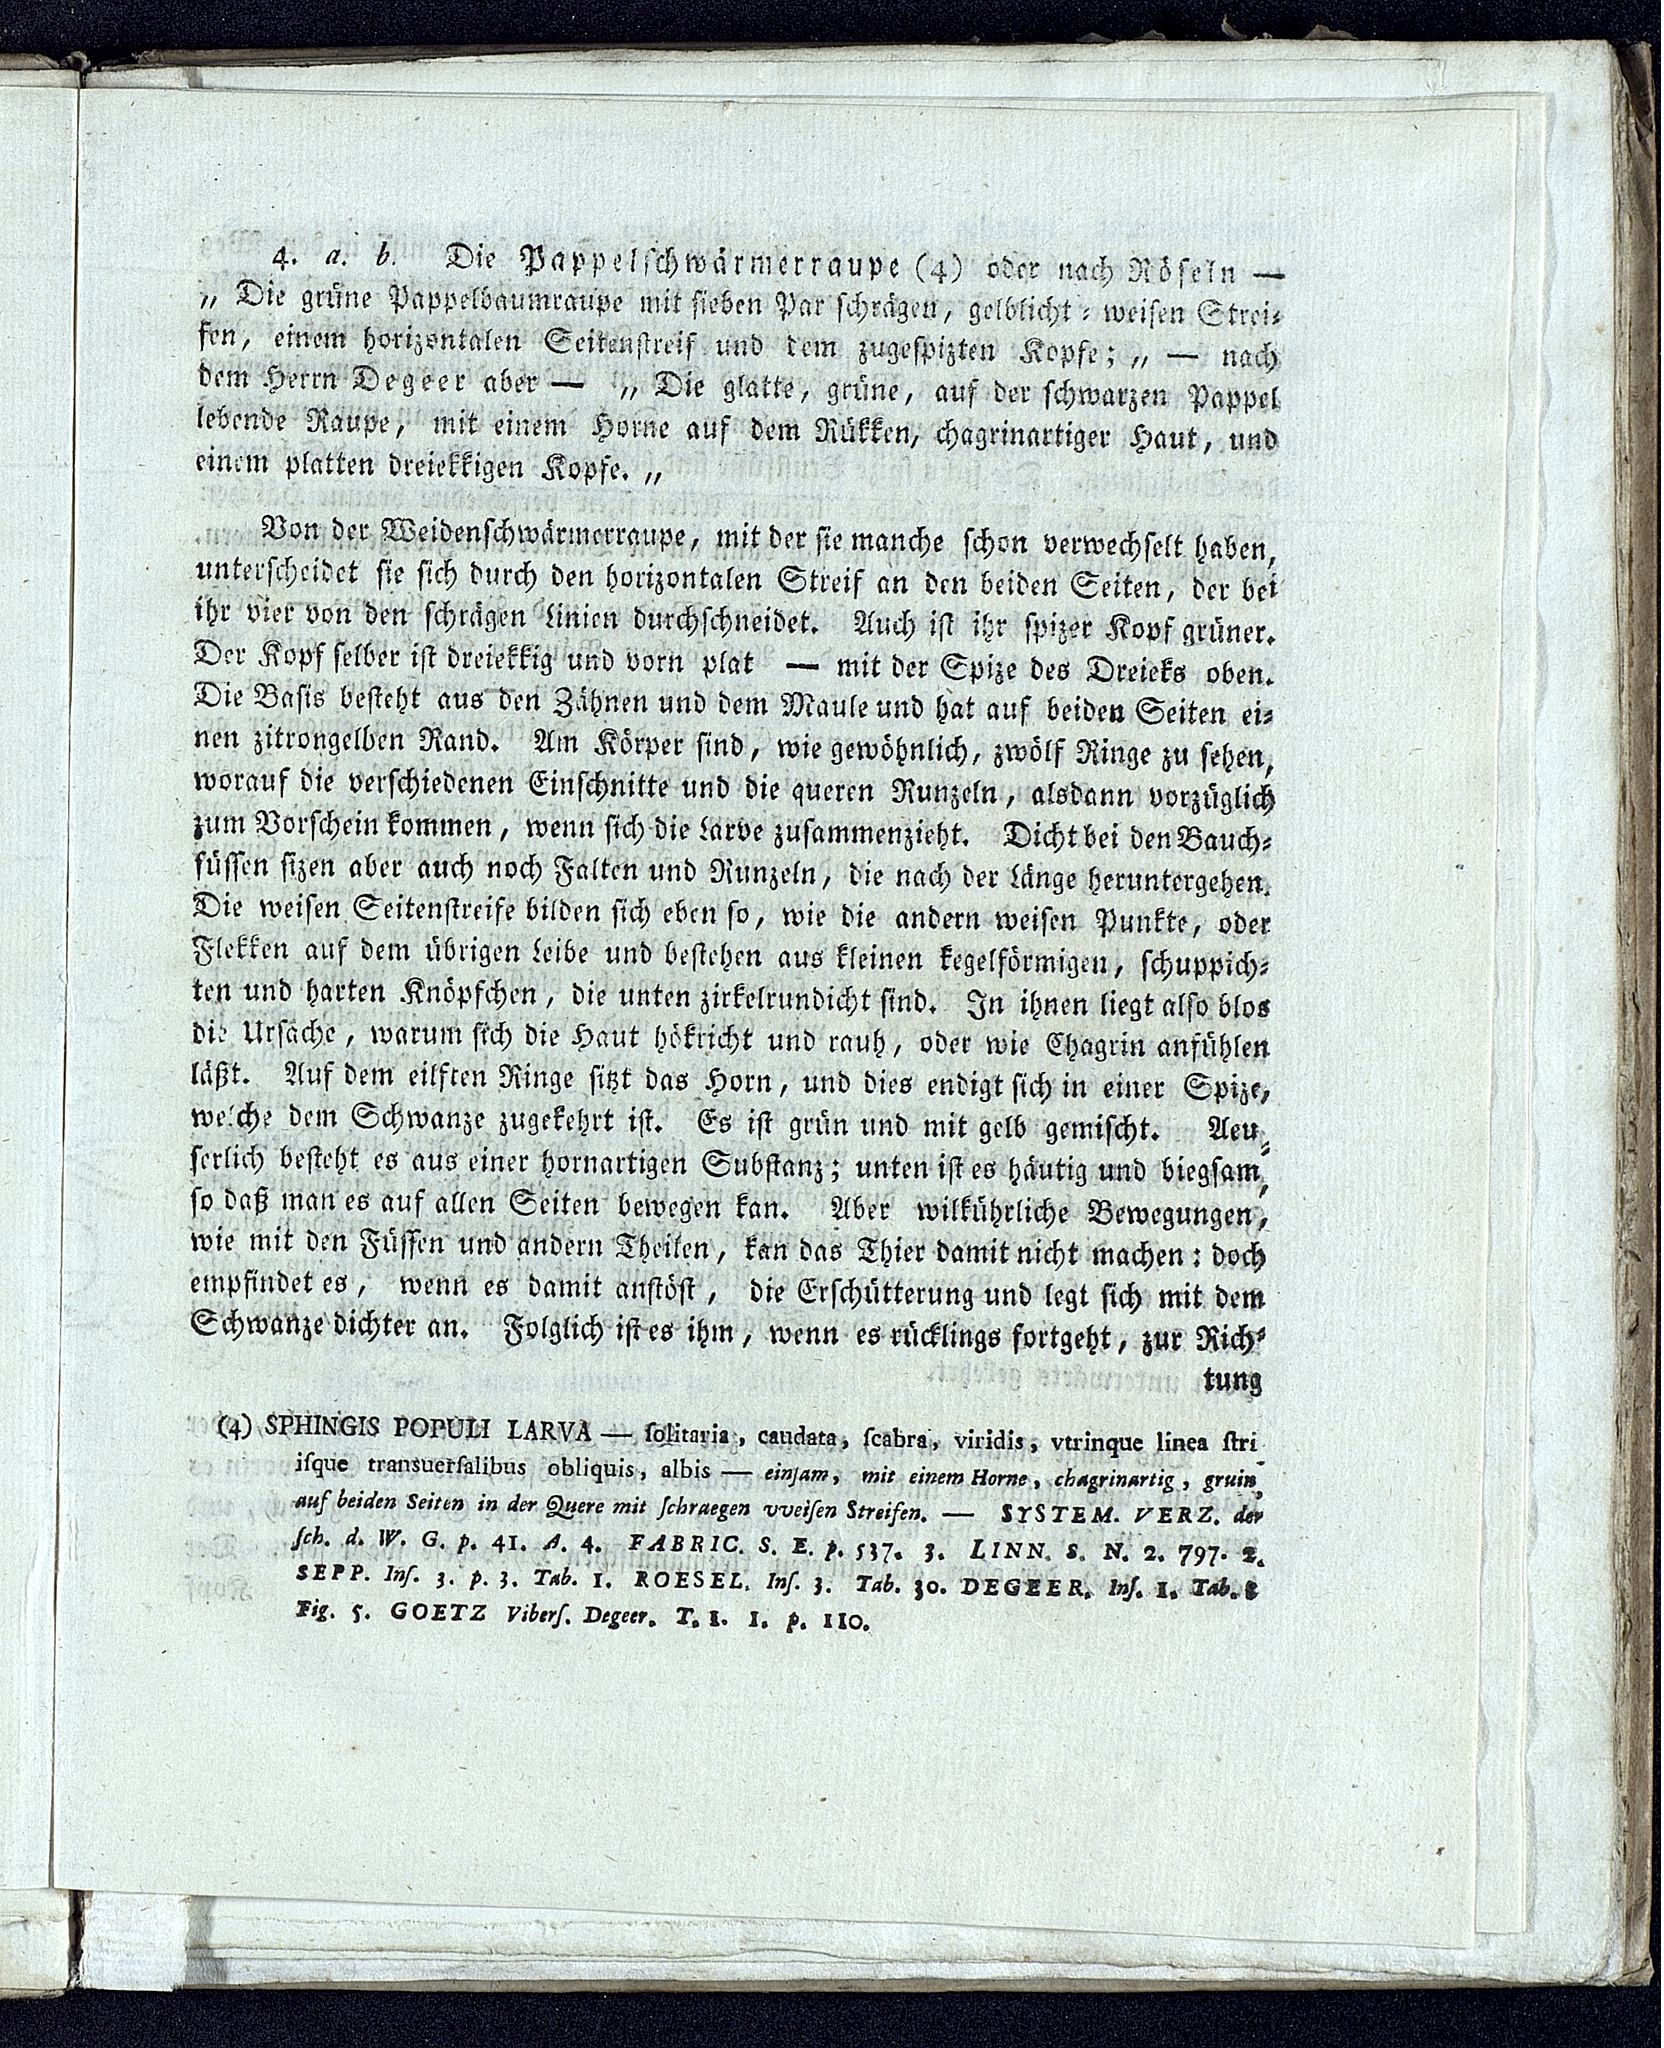 4. a. b. Die Pappelschwärmerraupe (4) oder nach Röseln —
„ Die grüne Pappelbaumraupe mit sieben Par schrägen, gelblicht-weisen Strei-
fen, einem horizontalen Seitenstreif und dem zugespizten Kopfe; „ — nach
dem Herrn Degeer aber — „ Die glatte, grüne, auf der schwarzen Pappel
lebende Raupe, mit einem Horne auf dem Rükken, chagrinartiger Haut, und
einem platten dreiekkigen Kopfe. „
Von der Weidenschwärmerraupe, mit der sie manche schon verwechselt haben,
unterscheidet sie sich durch den horizontalen Streif an den beiden Seiten, der bei
ihr vier von den schrägen Linien durchschneidet. Auch ist ihr spizer Kopf grüner.
Der Kopf selber ist dreiekkig und vorn plat — mit der Spize des Dreieks oben.
Die Basis besteht aus den Zähnen und dem Maule und hat auf beiden Seiten ei-
nen zitrongelben Rand. Am Körper sind, wie gewöhnlich, zwölf Ringe zu sehen,
worauf die verschiedenen Einschnitte und die queren Runzeln, alsdann vorzüglich
zum Vorschein kommen, wenn sich die Larve zusammenzieht. Dicht bei den Bauch-
füssen sizen aber auch noch Falten und Runzeln, die nach der Länge heruntergehen.
Die weisen Seitenstreife bilden sich eben so, wie die andern weisen Punkte, oder
Flekken auf dem übrigen Leibe und bestehen aus kleinen kegelförmigen, schuppich-
ten und harten Knöpfchen, die unten zirkelrundicht sind. In ihnen liegt also blos
die Ursache, warum sich die Haut hökricht und rauh, oder wie Chagrin anfühlen
läßt. Auf dem eilften Ringe sitzt das Horn, und dies endigt sich in einer Spize,
welche dem Schwanze zugekehrt ist. Es ist grün und mit gelb gemischt. Aeu-
serlich besteht es aus einer hornartigen Substanz; unten ist es häutig und biegsam,
so daß man es auf allen Seiten bewegen kan. Aber wilkührliche Bewegungen,
wie mit den Füssen und andern Theilen, kan das Thier damit nicht machen: doch
empfindet es, wenn es damit anstöst, die Erschütterung und legt sich mit dem
Schwanze dichter an. Folglich ist es ihm, wenn es rücklings fortgeht, zur Rich-
tung
(4) SPHINGIS POPULI LARVA — ſolitaria, caudata, ſcabra, viridis, vtrinque linea ſtri
iſque transuerſalibus obliquis, albis — einſam, mit einem Horne, chagrinartig, gruin,
auf beiden Seiten in der Quere mit ſchraegen vveiſen Streifen. — SYSTEM. VERZ. der
ſch. d. W. G. p. 41. A. 4. FABRIC. S. E. p. 537. 3. LINN. S. N. 2. 797. 2.
SEPP. Inſ. 3. p. 3. Tab. 1. ROESEL. Inſ. 3. Tab. 30. DEGEER. Inſ. 1. Tab. 8
Fig. 5. GOETZ Viberſ. Degeer. T. 1. 1. p. 110.